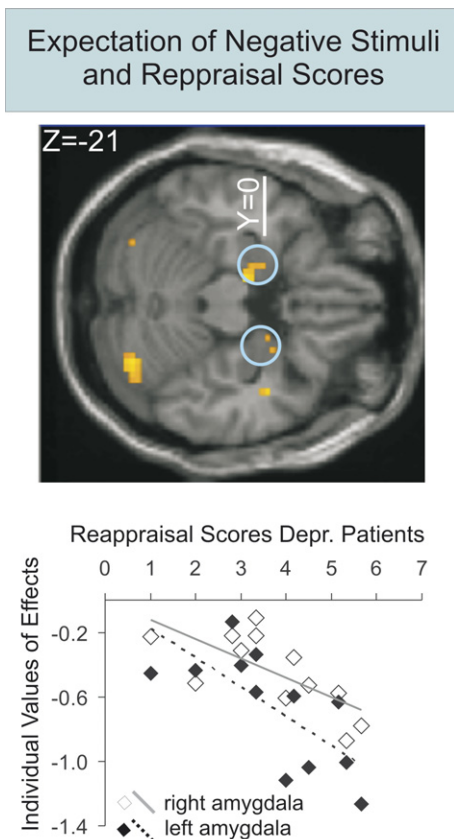 Expectation of Negative Stimuli
and Reppraisal Scores
Z=-21
Y=0
Reappraisal Scores Depr. Patients
0 1 2 3 4 5 6 7
Individual Values of Effects
-0.2
-0.6
-1.0
-1.4
right amygdala
left amygdala